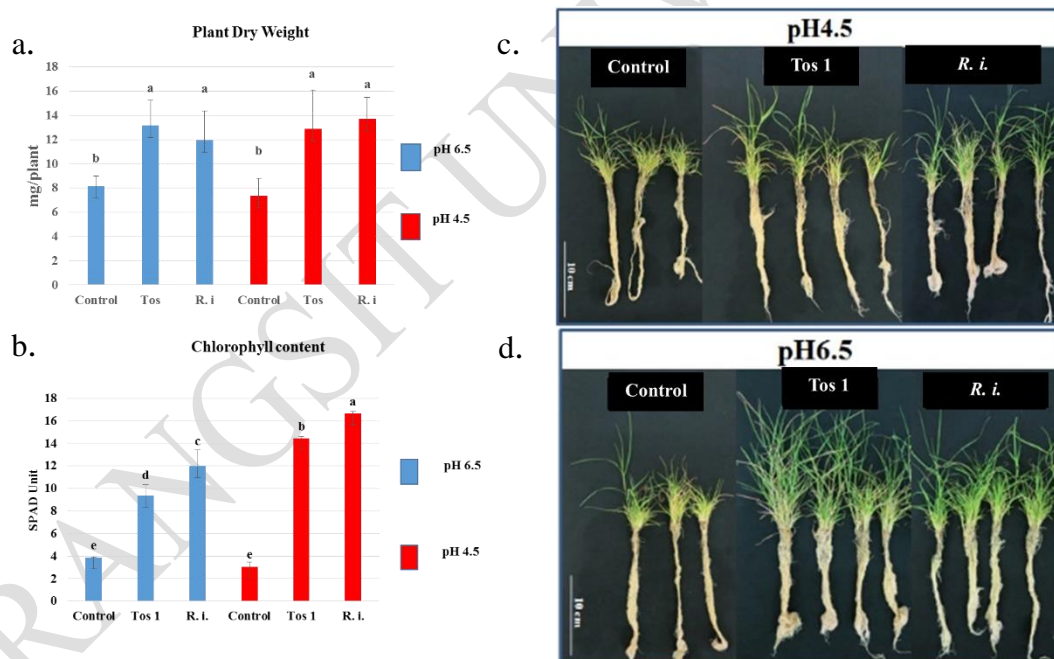 a.
Plant Dry Weight
mg/plant
18
16
14
12
10
8
6
4
2
0
b
a
a
b
a
a
Control Tos R. i Control Tos R. i
pH 6.5
pH 4.5
b.
Chlorophyll content
SPAD Unit
18
16
14
12
10
8
6
4
2
0
e
d
c
e
b
a
Control Tos 1 R. i. Control Tos 1 R. i.
pH 6.5
pH 4.5
c.
pH4.5
Control Tos 1 R. i.
10 cm
d.
pH6.5
Control Tos 1 R. i.
10 cm
RANGSIT UN